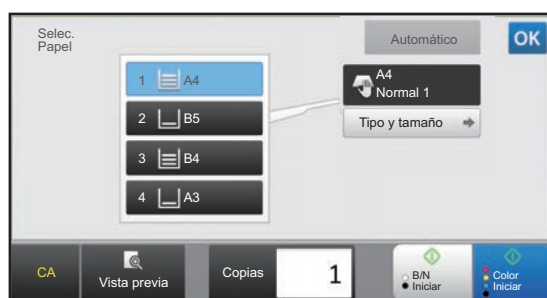 Selec.
Papel
Automático
OK
1 A4
2 B5
3 B4
4 A3
A4
Normal 1
Tipo y tamaño
CA
Vista previa
Copias
1
B/N
Iniciar
Color
Iniciar